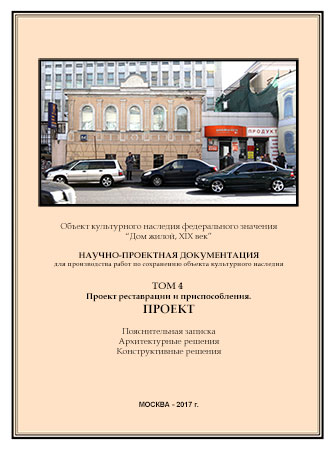 ПРОДУКТ
Объект культурного наследия федерального значения
“Дом жилой, XIX век”
НАУЧНО-ПРОЕКТНАЯ ДОКУМЕНТАЦИЯ
для производства работ по сохранению объекта культурного наследия
ТОМ 4
Проект реставрации и приспособления.
ПРОЕКТ
Пояснительная записка
Архитектурные решения
Конструктивные решения
МОСКВА - 2017 г.